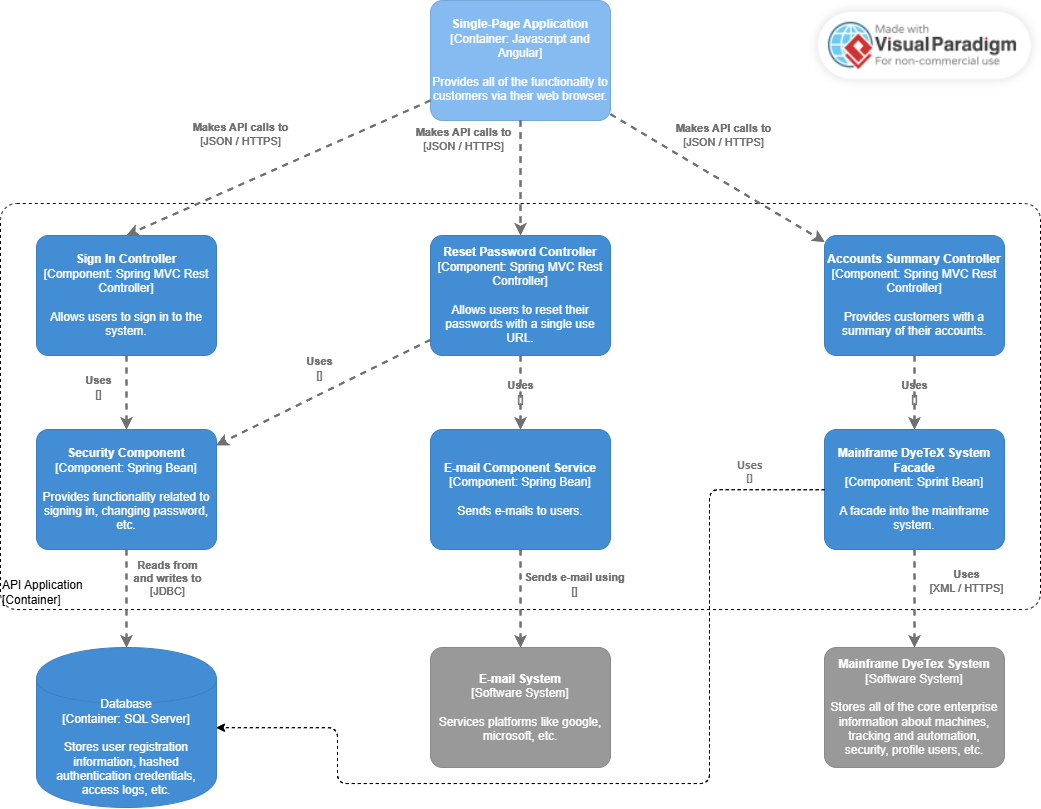 Single-Page Application
[Container: Javascript and
Angular]
Provides all of the functionality to
customers via their web browser.
Made with
Visual Paradigm
For non-commercial use
Makes API calls to
[JSON / HTTPS]
Makes API calls to
[JSON / HTTPS]
Makes API calls to
[JSON / HTTPS]
Sign In Controller
[Component: Spring MVC Rest
Controller]
Allows users to sign in to the
system.
Reset Password Controller
[Component: Spring MVC Rest
Controller]
Allows users to reset their
passwords with a single use
URL.
Accounts Summary Controller
[Component: Spring MVC Rest
Controller]
Provides customers with a
summary of their accounts.
Uses
[]
Uses
[]
Uses
[]
Uses
[]
Security Component
[Component: Spring Bean]
Provides functionality related to
signing in, changing password,
etc.
E-mail Component Service
[Component: Spring Bean]
Sends e-mails to users.
Uses
[]
Mainframe DyeTeX System
Facade
[Component: Sprint Bean]
A facade into the mainframe
system.
API Application
[Container]
Reads from
and writes to
[JDBC]
Sends e-mail using
[]
Uses
[XML / HTTPS]
Database
[Container: SQL Server]
Stores user registration
information, hashed
authentication credentials,
access logs, etc.
E-mail System
[Software System]
Services platforms like google,
microsoft, etc.
Mainframe DyeTex System
[Software System]
Stores all of the core enterprise
information about machines,
tracking and automation,
security, profile users, etc.